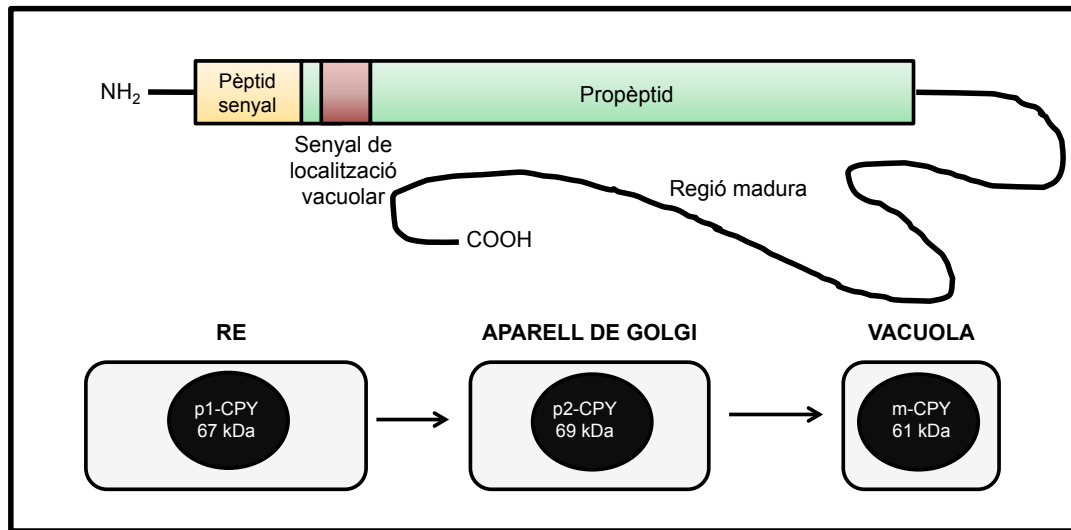 NH2
Pèptid
senyal
Propèptid
Senyal de
localització
vacuolar
Regió madura
COOH
RE
APARELL DE GOLGI
VACUOLA
p1-CPY
67 kDa
p2-CPY
69 kDa
m-CPY
61 kDa